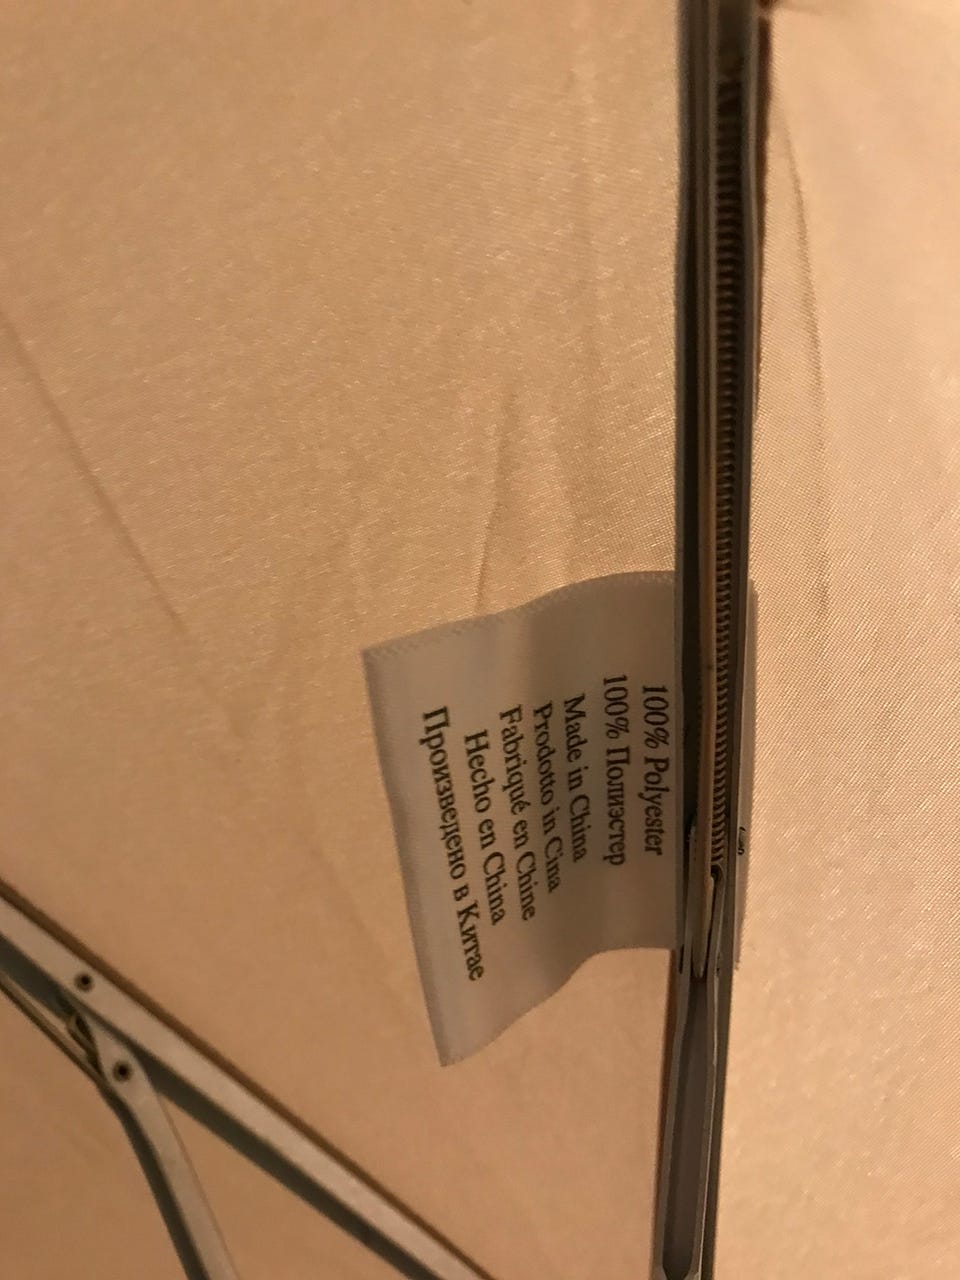 100% Polyester
100% Полиэстер
Made in China
Prodotto in Cina
Fabriqué en Chine
Hecho en China
Произведено в Китае